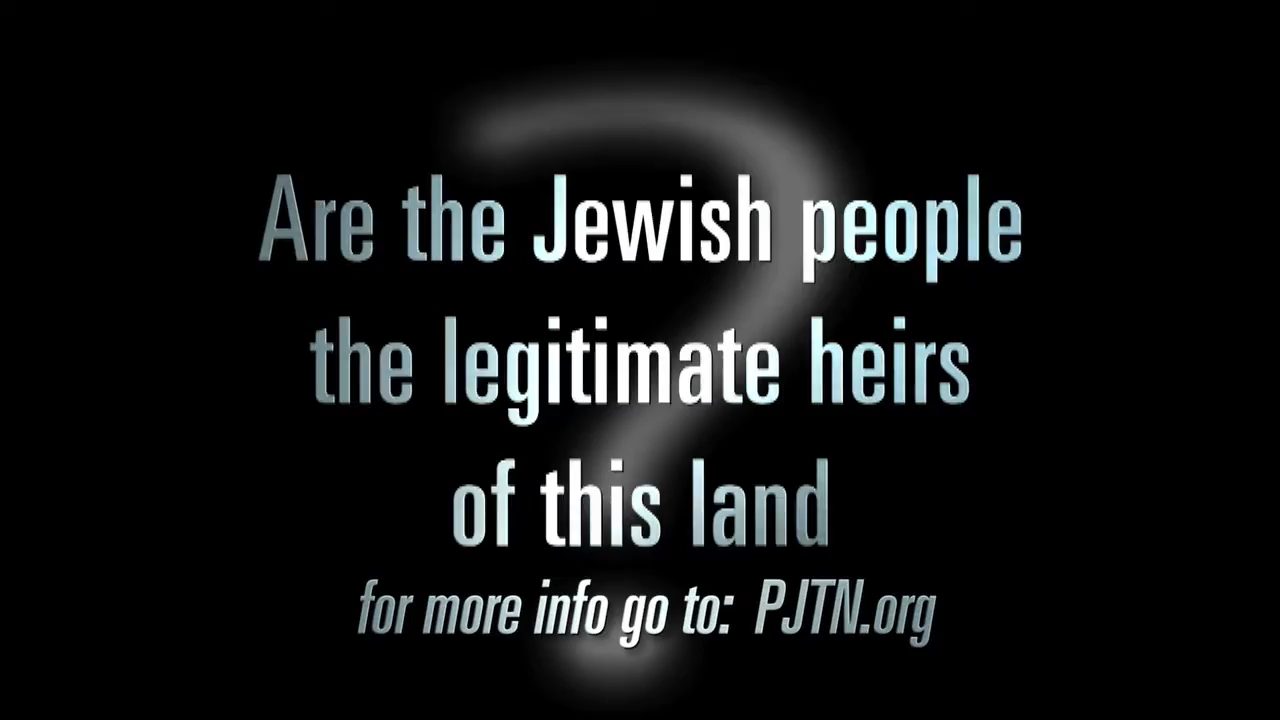 Are the Jewish people
the legitimate heirs
of this land
for more info go to: PJTN.org
?